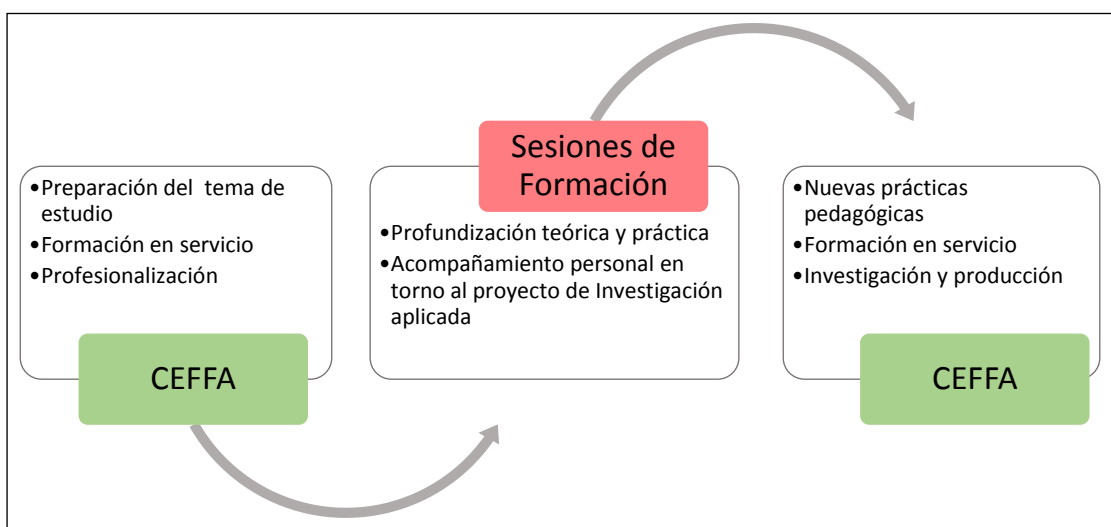 •Preparación del tema de
estudio
•Formación en servicio
•Profesionalización
CEFFA
Sesiones de
Formación
•Profundización teórica y práctica
•Acompañamiento personal en
torno al proyecto de Investigación
aplicada
•Nuevas prácticas
pedagógicas
•Formación en servicio
•Investigación y producción
CEFFA